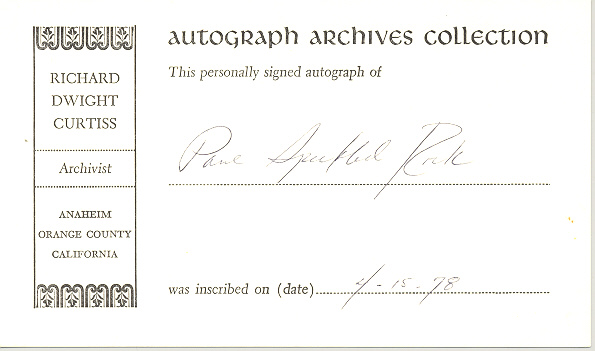 RICHARD
DWIGHT
CURTISS
Archivist
ANAHEIM
ORANGE COUNTY
CALIFORNIA
AUTOGRAPH ARCHIVES COLLECTION
This personally signed autograph of
Paul Speckled Rock
was inscribed on (date) 4-15-78